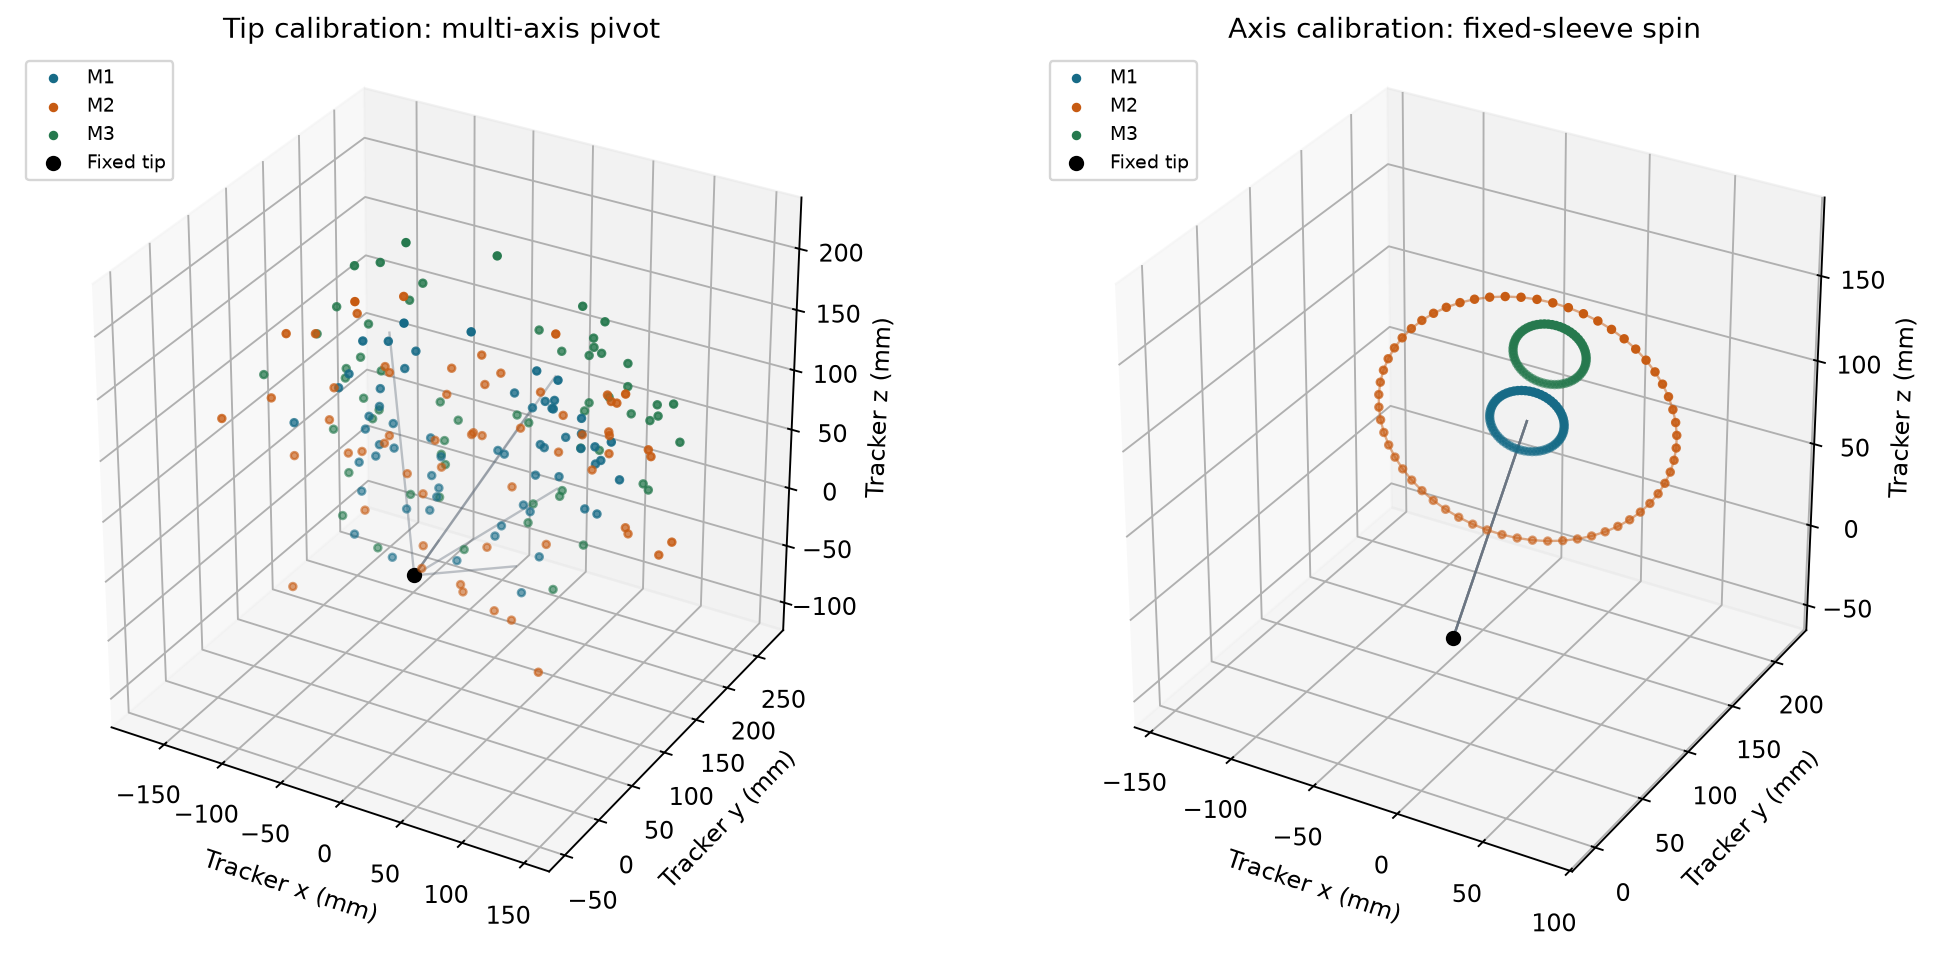 Tip calibration: multi-axis pivot
M1
M2
M3
Fixed tip
200
150
100
50
0
−50
−100
Tracker z (mm)
−150
−100
−50
0
50
100
150
Tracker x (mm)
−50
0
50
100
150
200
250
Tracker y (mm)
Axis calibration: fixed-sleeve spin
M1
M2
M3
Fixed tip
150
100
50
0
−50
Tracker z (mm)
−150
−100
−50
0
50
100
Tracker x (mm)
0
50
100
150
200
Tracker y (mm)